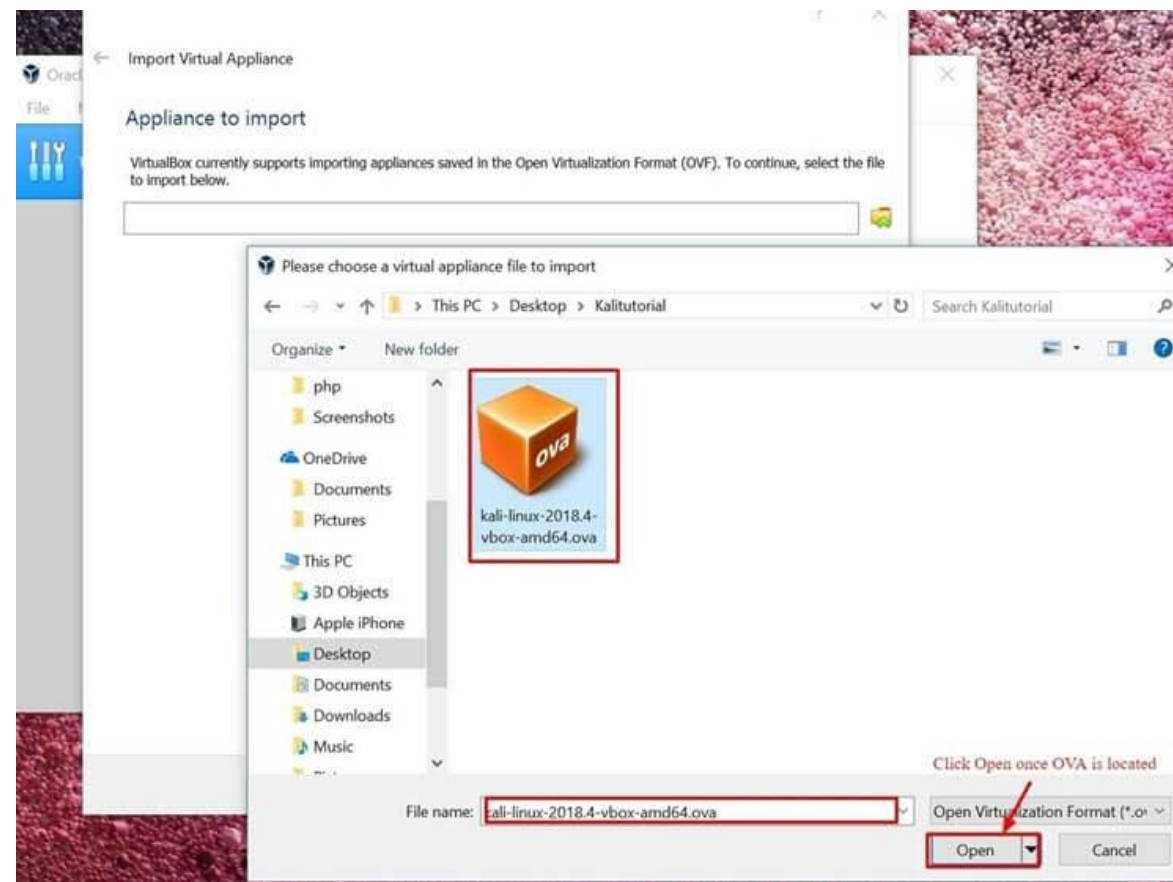 Import Virtual Appliance
Orac
File
Appliance to import
VirtualBox currently supports importing appliances saved in the Open Virtualization Format (OVF). To continue, select the file
to import below.
Please choose a virtual appliance file to import
This PC > Desktop > Kalitutorial
Search Kalitutorial
Organize
New folder
php
Screenshots
OneDrive
Documents
Pictures
This PC
3D Objects
Apple iPhone
Desktop
Documents
Downloads
Music
ova
kali-linux-2018.4-
vbox-amd64.ova
Click Open once OVA is located
File name: kali-linux-2018.4-vbox-amd64.ova
Open Virtualization Format (*.ov
Open
Cancel